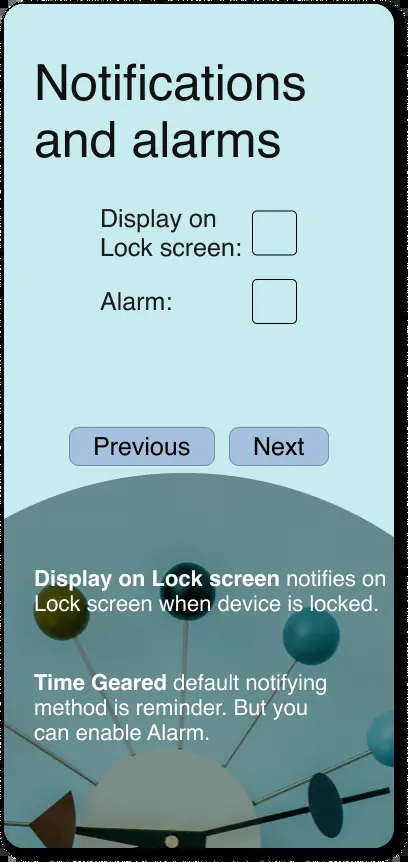 Notifications
and alarms
Display on
Lock screen:
Alarm:
Previous
Next
Display on Lock screen notifies on
Lock screen when device is locked.
Time Geared default notifying
method is reminder. But you
can enable Alarm.